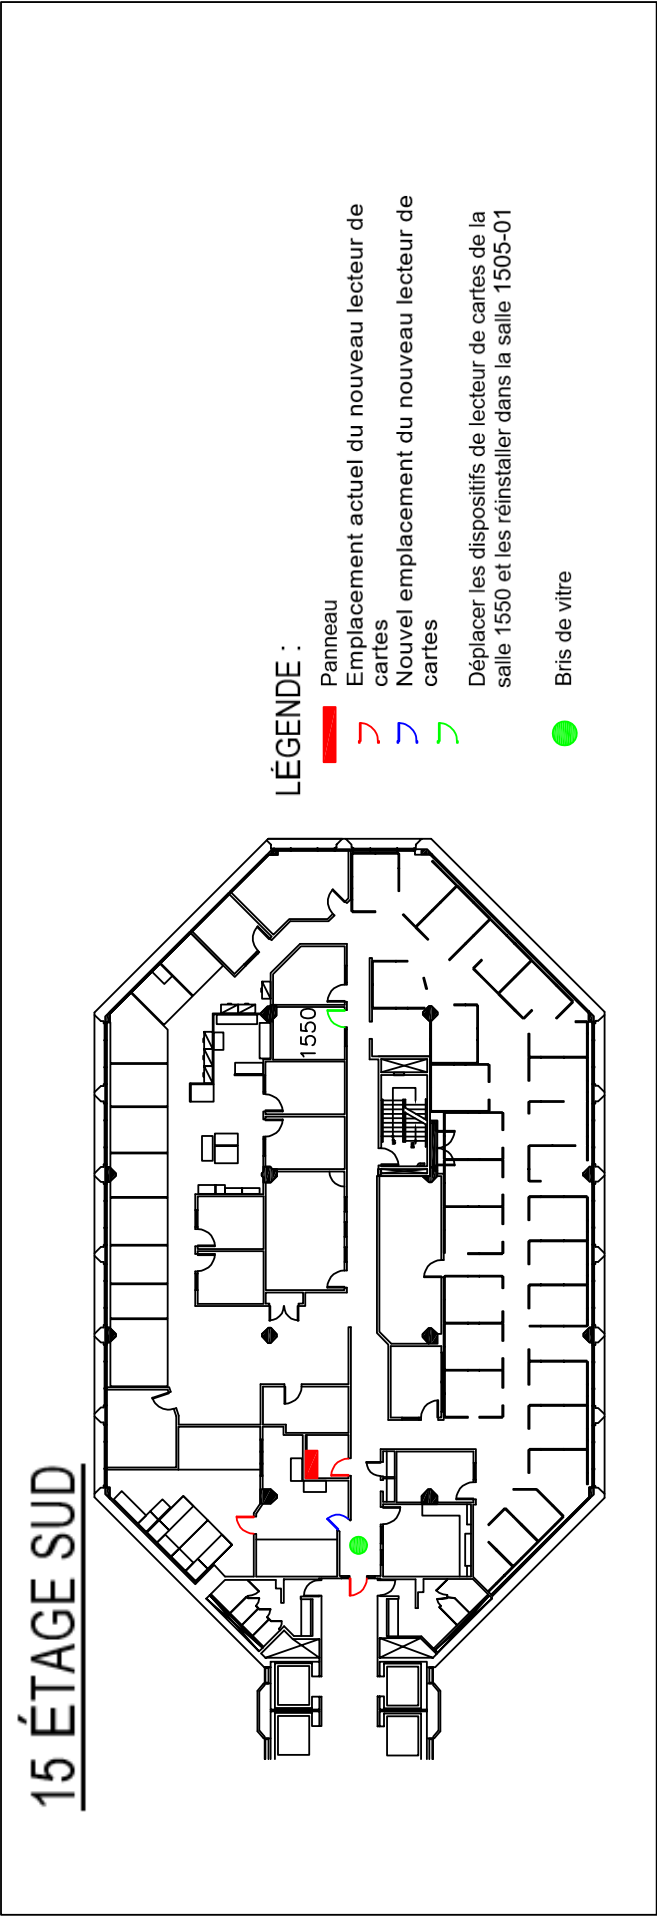 15 ÉTAGE SUD
1550
LÉGENDE :
Panneau
Emplacement actuel du nouveau lecteur de
cartes
Nouvel emplacement du nouveau lecteur de
cartes
Déplacer les dispositifs de lecteur de cartes de la
salle 1550 et les réinstaller dans la salle 1505-01
Bris de vitre